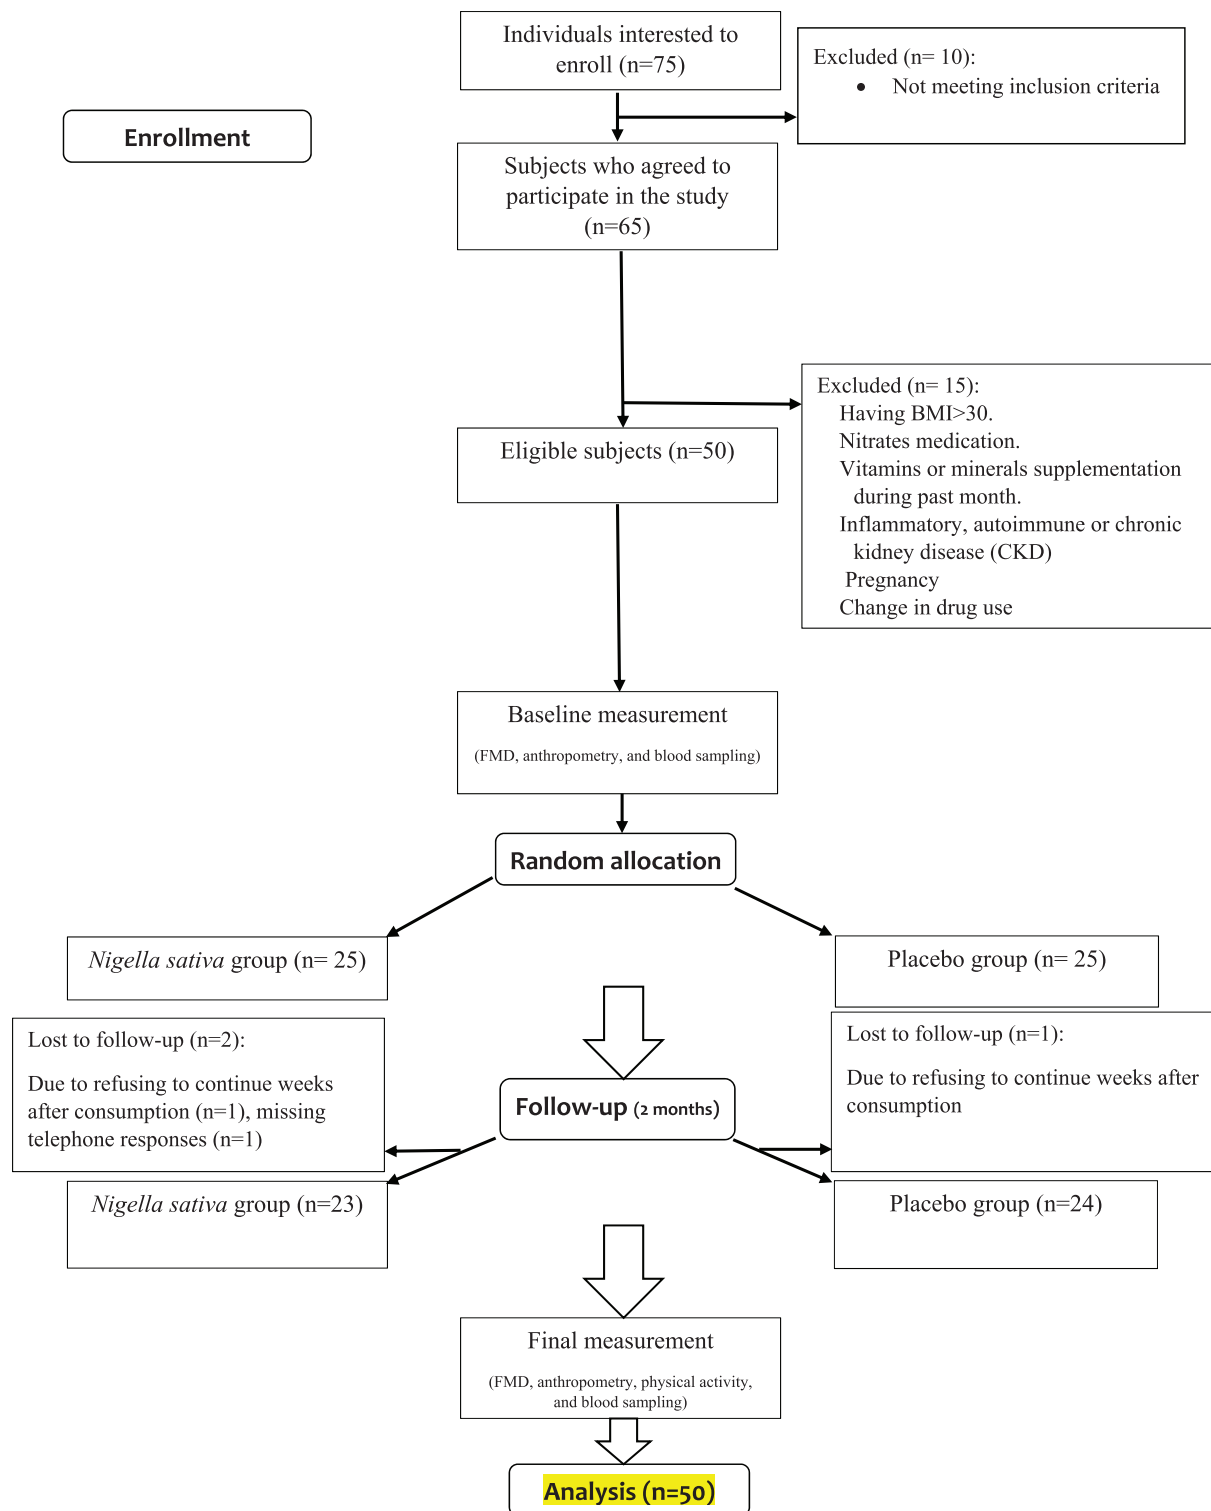 Individuals interested to
enroll (n=75)
Excluded (n= 10):
• Not meeting inclusion criteria
Enrollment
Subjects who agreed to
participate in the study
(n=65)
Excluded (n= 15):
Having BMI>30.
Nitrates medication.
Vitamins or minerals supplementation
during past month.
Inflammatory, autoimmune or chronic
kidney disease (CKD)
Pregnancy
Change in drug use
Eligible subjects (n=50)
Baseline measurement
(FMD, anthropometry, and blood sampling)
Random allocation
Nigella sativa group (n= 25)
Placebo group (n= 25)
Lost to follow-up (n=2):
Due to refusing to continue weeks
after consumption (n=1), missing
telephone responses (n=1)
Lost to follow-up (n=1):
Due to refusing to continue weeks after
consumption
Follow-up (2 months)
Nigella sativa group (n=23)
Placebo group (n=24)
Final measurement
(FMD, anthropometry, physical activity,
and blood sampling)
Analysis (n=50)